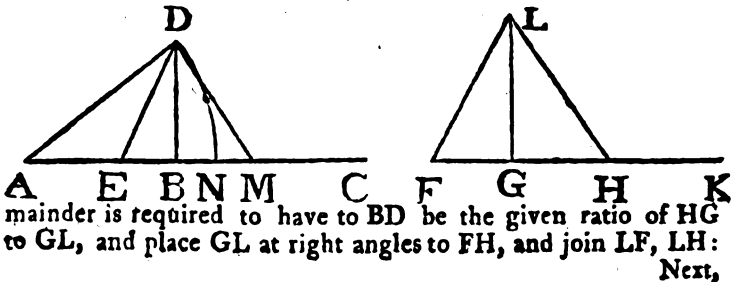 D L
A E B N M C F G H K
mainder is required to have to BD be the given ratio of HG
to GL, and place GL at right angles to FH, and join LF, LH:
Next,